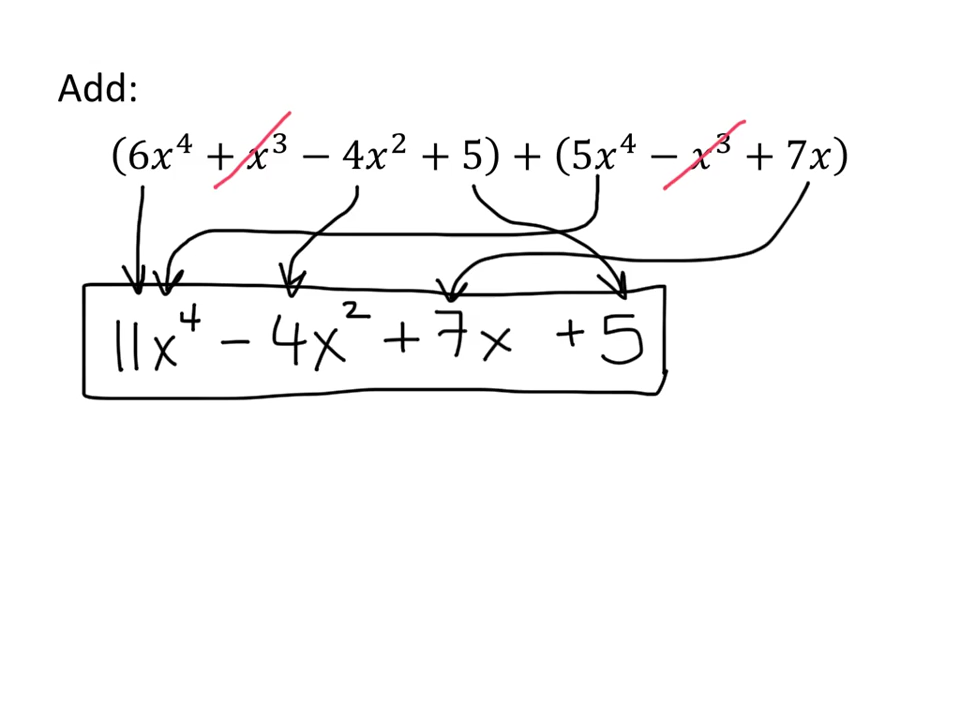 Add:
(6x⁴ + x³ − 4x² + 5) + (5x⁴ − x³ + 7x)
11x⁴ − 4x² + 7x + 5